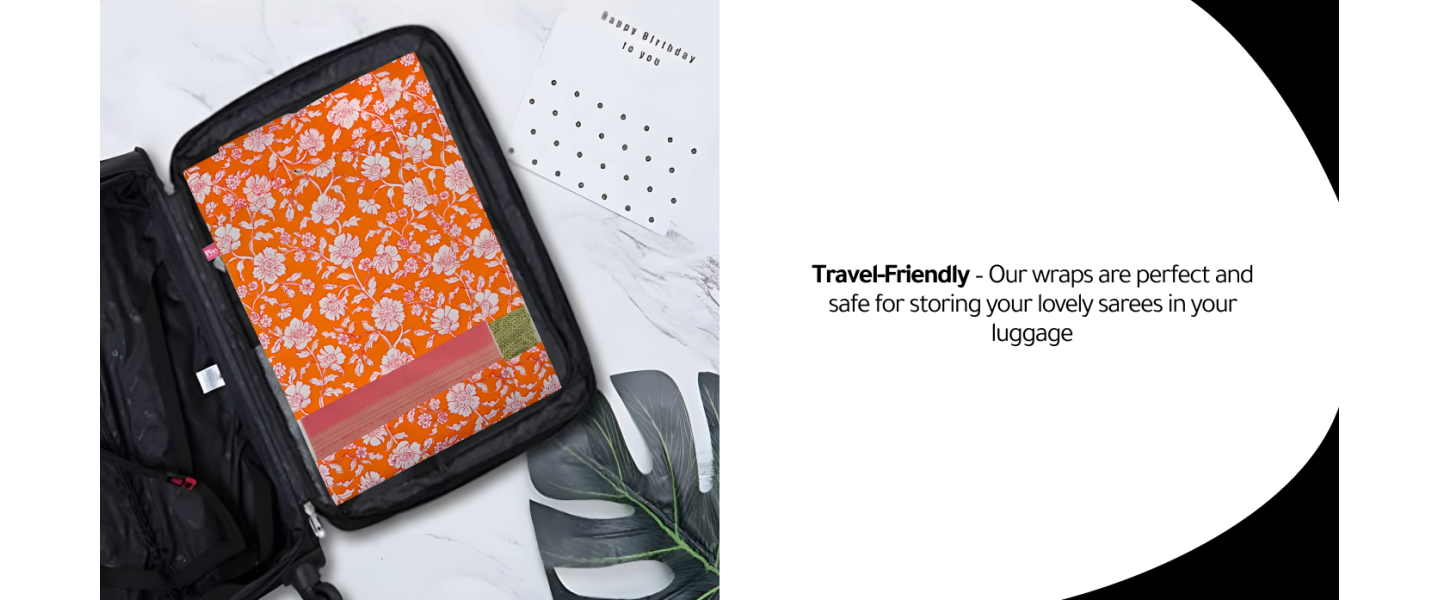 Happy Birthday
to you
Travel-Friendly - Our wraps are perfect and
safe for storing your lovely sarees in your
luggage